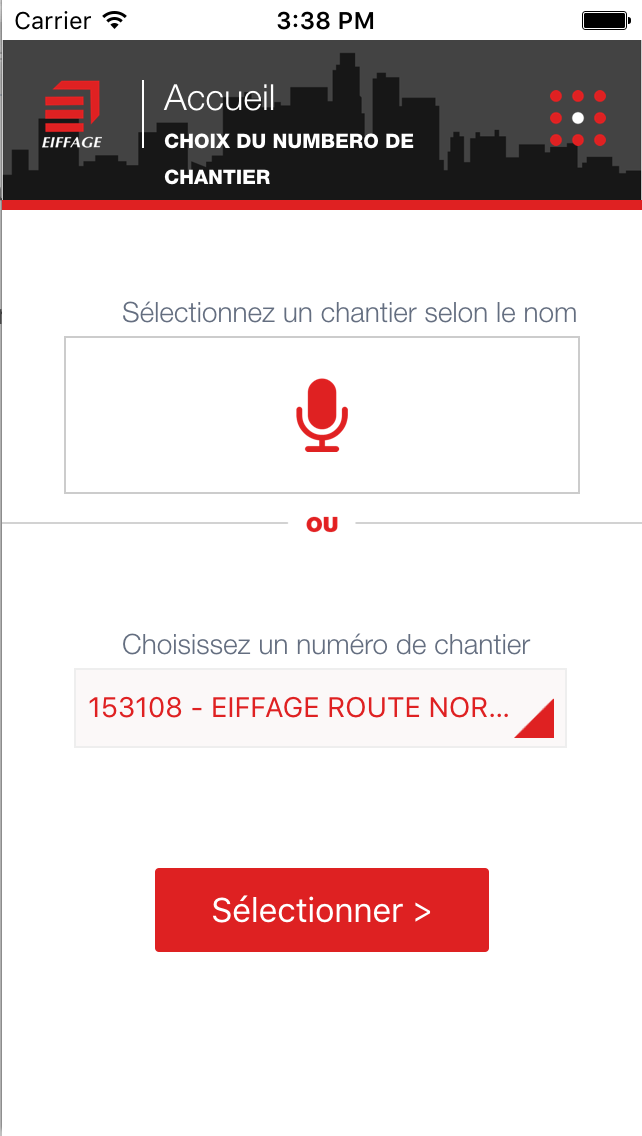 Carrier 3:38 PM
Accueil
EIFFAGE
CHOIX DU NUMBERO DE
CHANTIER
Sélectionnez un chantier selon le nom
OU
Choisissez un numéro de chantier
153108 - EIFFAGE ROUTE NOR...
Sélectionner >